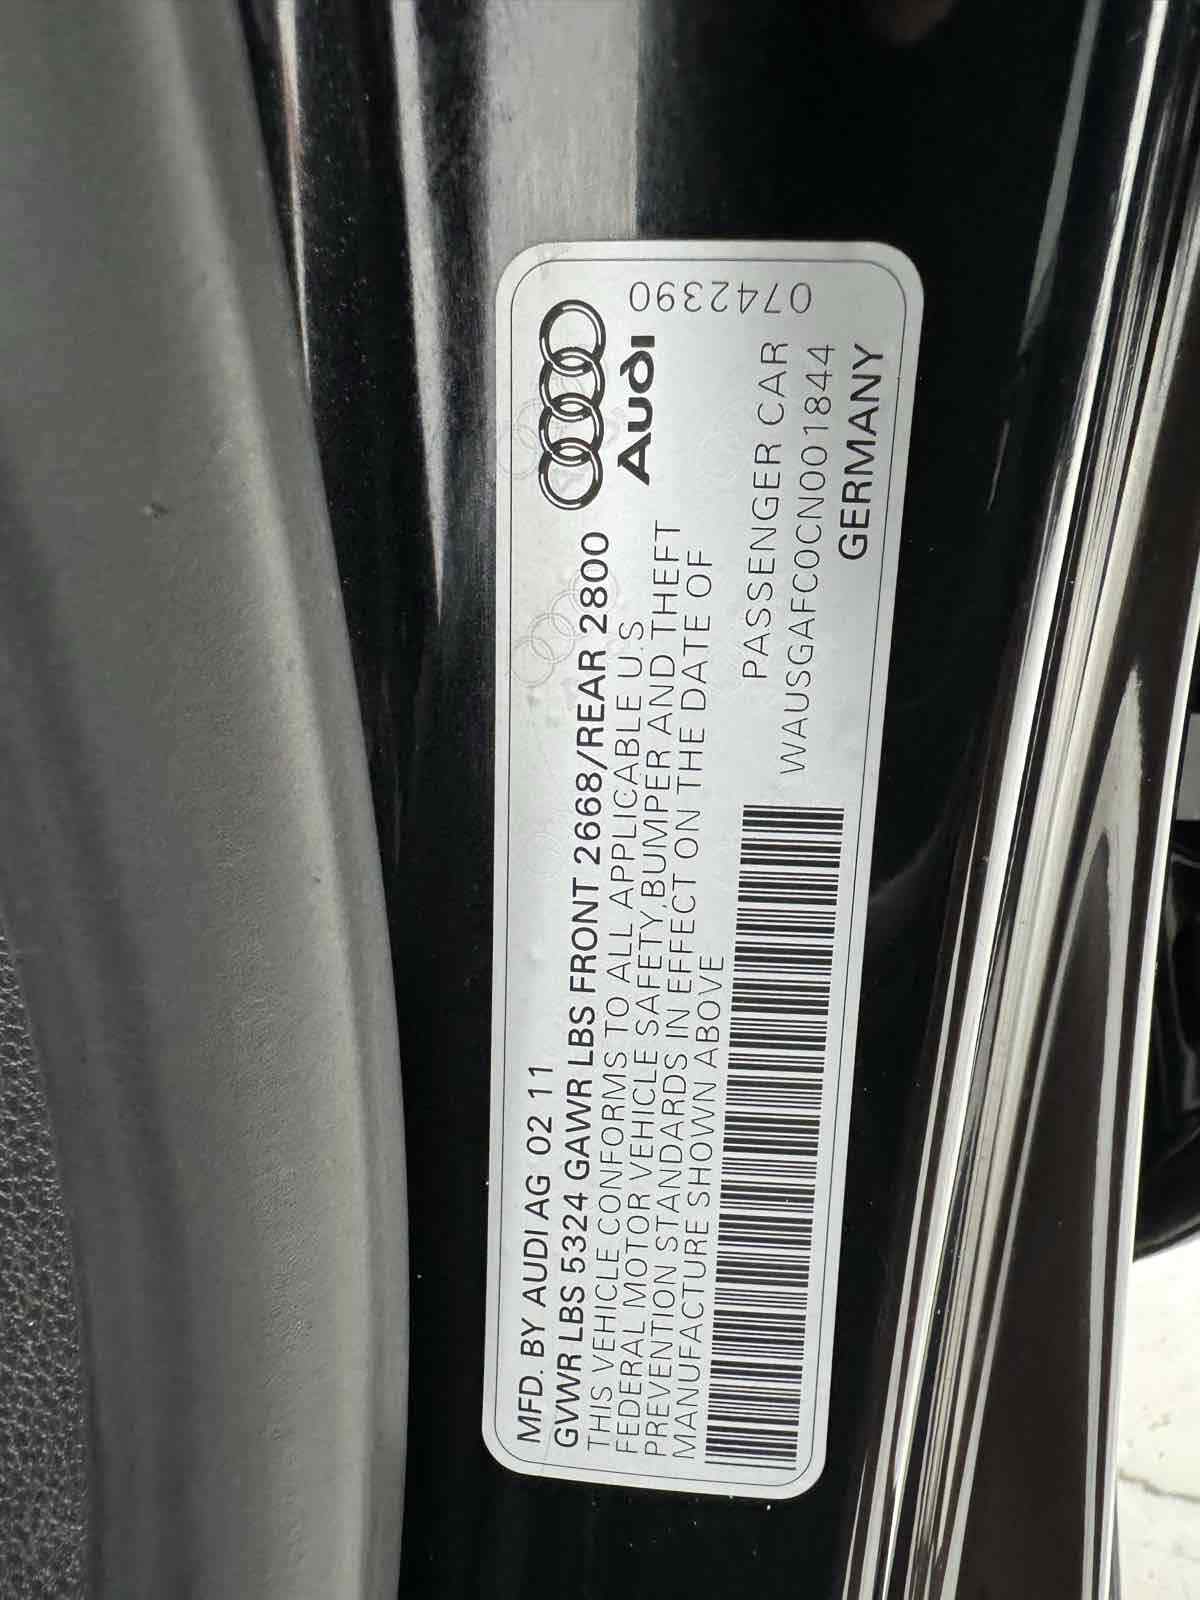 MFD. BY AUDI AG 02 11
GVWR LBS 5324 GAWR LBS FRONT 2668/REAR 2800
THIS VEHICLE CONFORMS TO ALL APPLICABLE U.S
FEDERAL MOTOR VEHICLE SAFETY,BUMPER AND THEFT
PREVENTION STANDARDS IN EFFECT ON THE DATE OF
MANUFACTURE SHOWN ABOVE
Audi
0742390
PASSENGER CAR
WAUSGAFC0CN001844
GERMANY